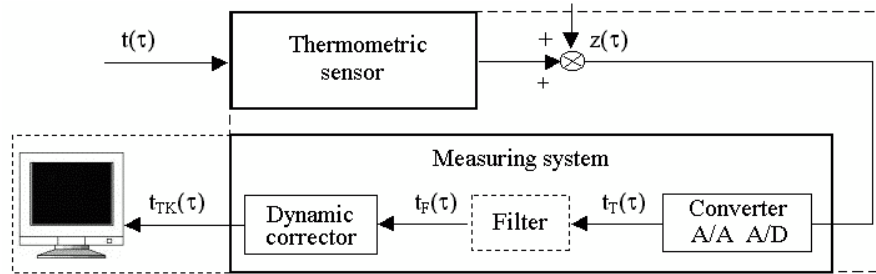 t(τ)
Thermometric
sensor
+
+
z(τ)
Measuring system
t_TK(τ)
Dynamic
corrector
t_F(τ)
Filter
t_T(τ)
Converter
A/A A/D